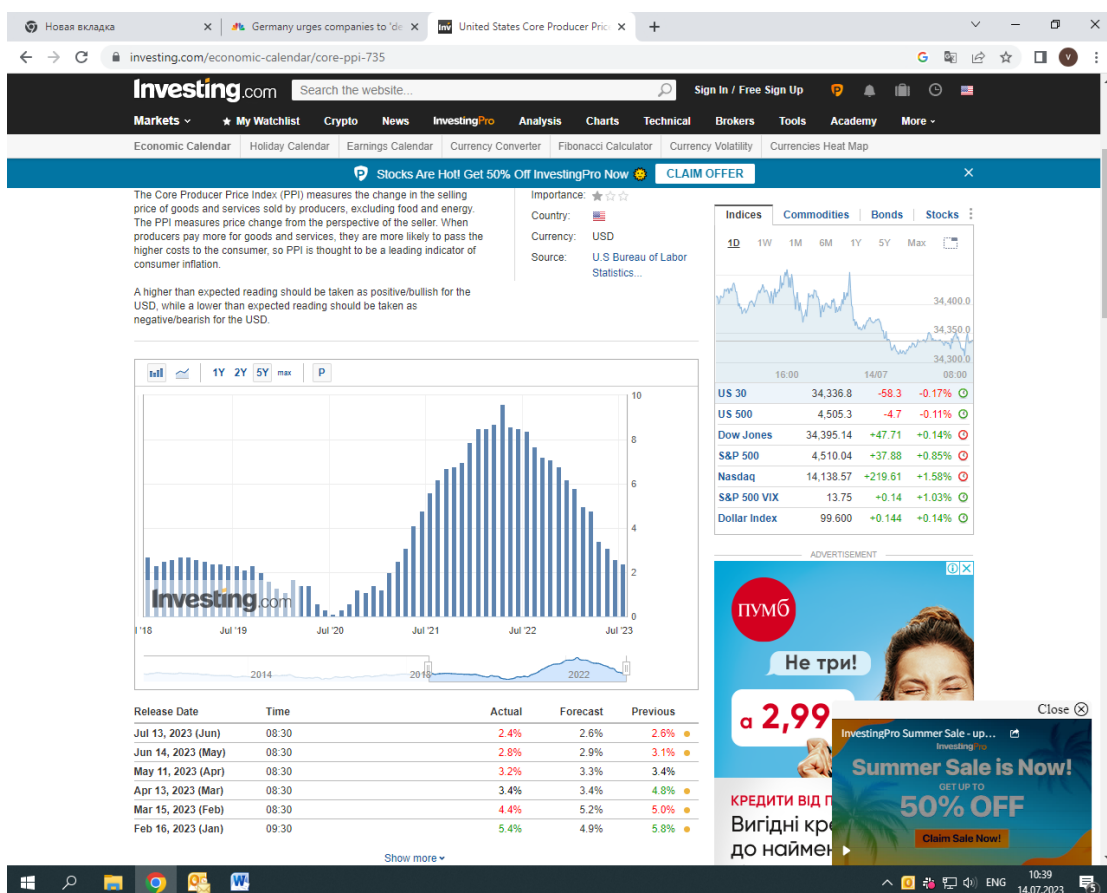 Новая вкладка
Germany urges companies to 'de
United States Core Producer Pric
investing.com/economic-calendar/core-ppi-735
Investing.com
Search the website...
Sign In / Free Sign Up
Markets
My Watchlist
Crypto
News
InvestingPro
Analysis
Charts
Technical
Brokers
Tools
Academy
More
Economic Calendar
Holiday Calendar
Earnings Calendar
Currency Converter
Fibonacci Calculator
Currency Volatility
Currencies Heat Map
Stocks Are Hot! Get 50% Off InvestingPro Now
CLAIM OFFER
The Core Producer Price Index (PPI) measures the change in the selling
price of goods and services sold by producers, excluding food and energy.
The PPI measures price change from the perspective of the seller. When
producers pay more for goods and services, they are more likely to pass the
higher costs to the consumer, so PPI is thought to be a leading indicator of
consumer inflation.
A higher than expected reading should be taken as positive/bullish for the
USD, while a lower than expected reading should be taken as
negative/bearish for the USD.
Importance:
Country:
Currency: USD
Source: U.S Bureau of Labor
Statistics...
1Y 2Y 5Y max P
10
8
6
4
2
0
Investing.com
l '18 Jul '19 Jul '20 Jul '21 Jul '22 Jul '23
2014 2018 2022
Release Date Time Actual Forecast Previous
Jul 13, 2023 (Jun) 08:30 2.4% 2.6% 2.6%
Jun 14, 2023 (May) 08:30 2.8% 2.9% 3.1%
May 11, 2023 (Apr) 08:30 3.2% 3.3% 3.4%
Apr 13, 2023 (Mar) 08:30 3.4% 3.4% 4.8%
Mar 15, 2023 (Feb) 08:30 4.4% 5.2% 5.0%
Feb 16, 2023 (Jan) 09:30 5.4% 4.9% 5.8%
Show more
Indices Commodities Bonds Stocks
1D 1W 1M 6M 1Y 5Y Max
34,400.0
34,350.0
34,300.0
16:00 14/07 08:00
US 30 34,336.8 -58.3 -0.17%
US 500 4,505.3 -4.7 -0.11%
Dow Jones 34,395.14 +47.71 +0.14%
S&P 500 4,510.04 +37.88 +0.85%
Nasdaq 14,138.57 +219.61 +1.58%
S&P 500 VIX 13.75 +0.14 +1.03%
Dollar Index 99.600 +0.144 +0.14%
ADVERTISEMENT
ПУМБ
Не три!
а 2,99
КРЕДИТИ ВІД П
Вигідні кр
до наймен
Close
InvestingPro Summer Sale - up...
InvestingPro
Summer Sale is Now!
GET UP TO
50% OFF
Claim Sale Now!
ENG
10:39
14.07.2023
5